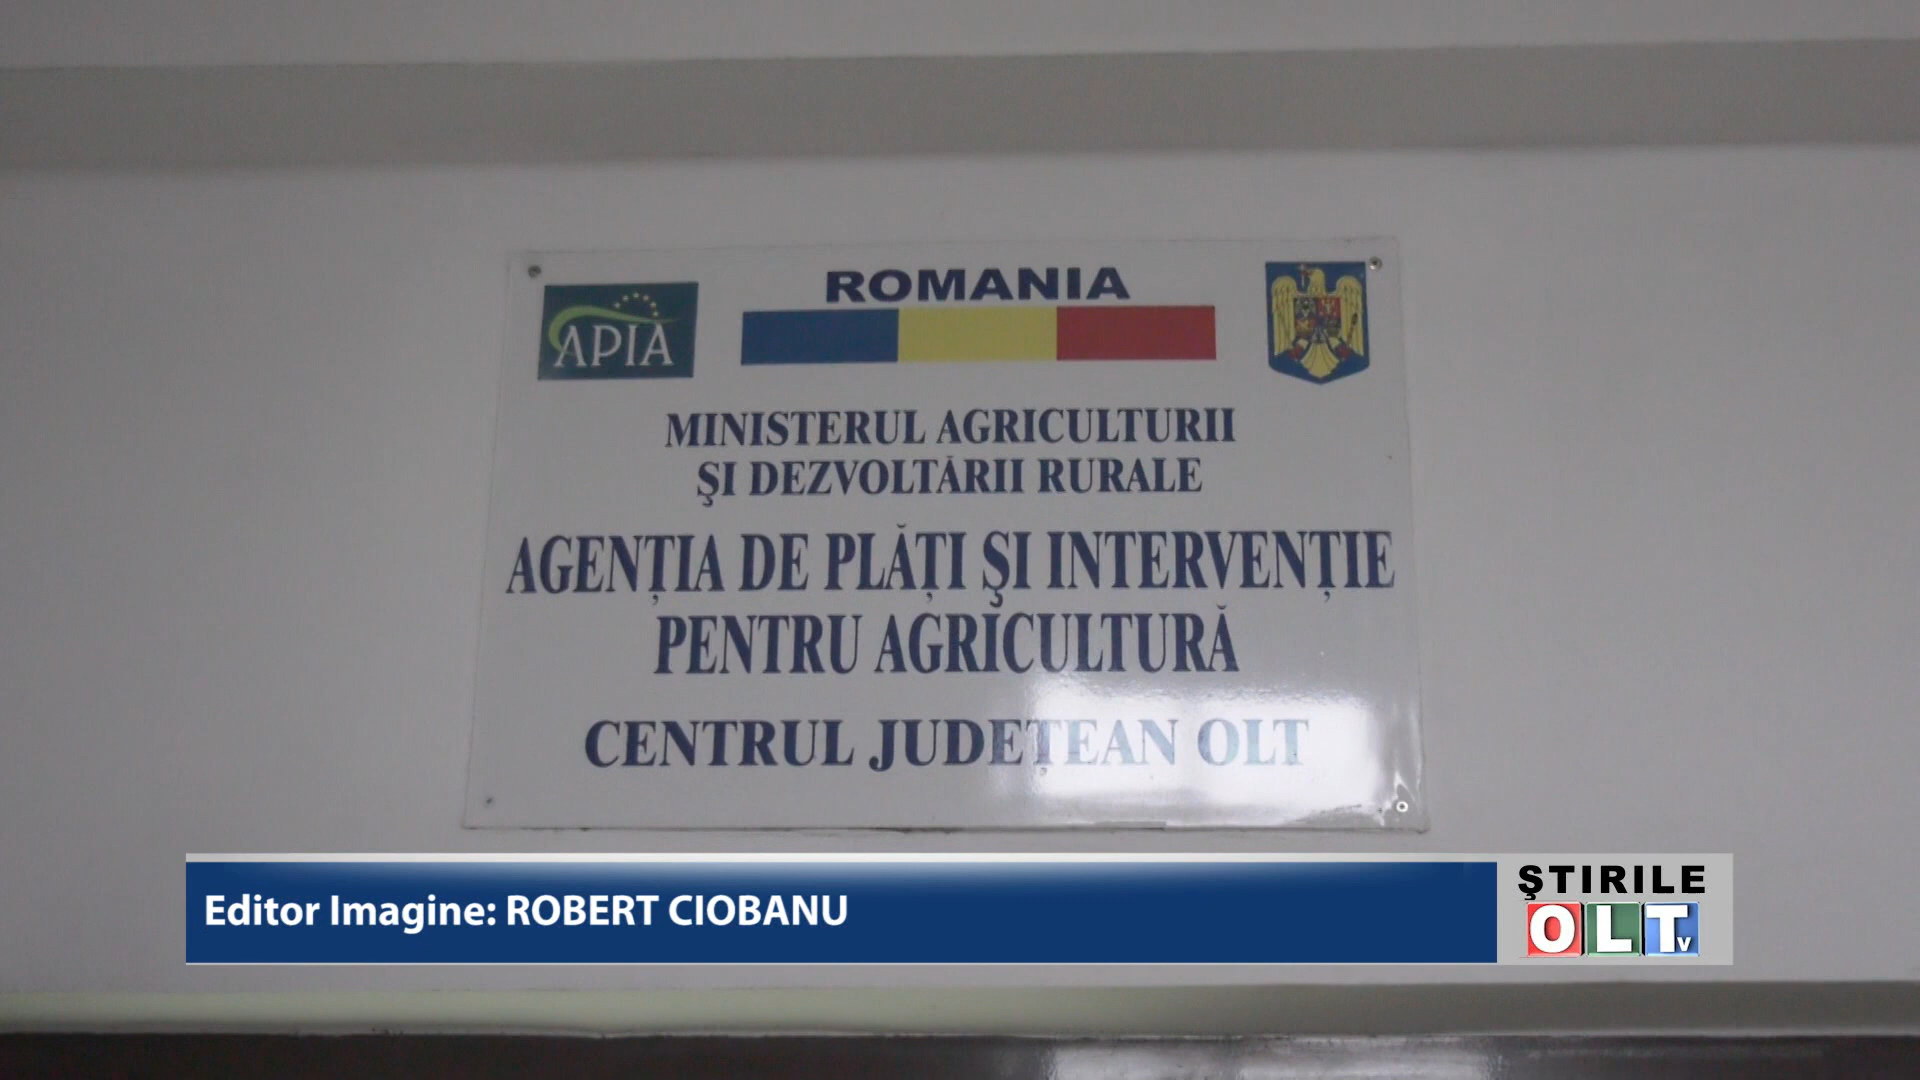 ROMANIA
APIA
MINISTERUL AGRICULTURII
ŞI DEZVOLTĂRII RURALE
AGENȚIA DE PLĂȚI ŞI INTERVENȚIE
PENTRU AGRICULTURĂ
CENTRUL JUDEȚEAN OLT
Editor Imagine: ROBERT CIOBANU
ŞTIRILE
OLTv